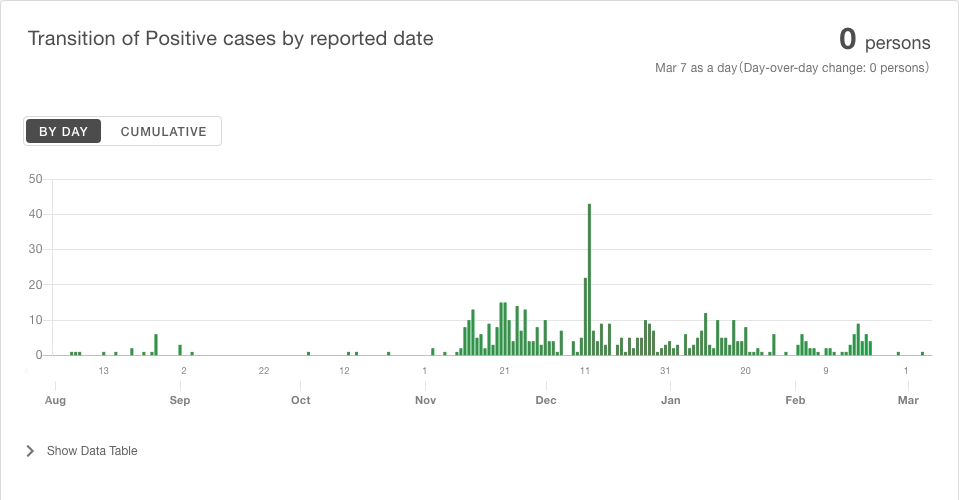 Transition of Positive cases by reported date
0 persons
Mar 7 as a day(Day-over-day change: 0 persons)
BY DAY CUMULATIVE
50
40
30
20
10
0
13 2 22 12 1 21 11 31 20 9 1
Aug Sep Oct Nov Dec Jan Feb Mar
Show Data Table